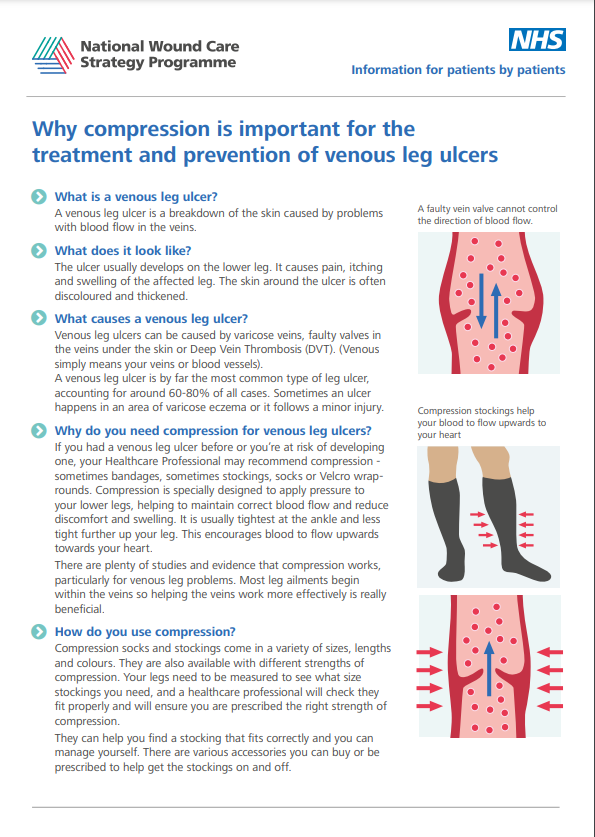 National Wound Care
Strategy Programme
NHS
Information for patients by patients
Why compression is important for the
treatment and prevention of venous leg ulcers
What is a venous leg ulcer?
A venous leg ulcer is a breakdown of the skin caused by problems
with blood flow in the veins.
What does it look like?
The ulcer usually develops on the lower leg. It causes pain, itching
and swelling of the affected leg. The skin around the ulcer is often
discoloured and thickened.
What causes a venous leg ulcer?
Venous leg ulcers can be caused by varicose veins, faulty valves in
the veins under the skin or Deep Vein Thrombosis (DVT). (Venous
simply means your veins or blood vessels).
A venous leg ulcer is by far the most common type of leg ulcer,
accounting for around 60-80% of all cases. Sometimes an ulcer
happens in an area of varicose eczema or it follows a minor injury.
Why do you need compression for venous leg ulcers?
If you had a venous leg ulcer before or you're at risk of developing
one, your Healthcare Professional may recommend compression -
sometimes bandages, sometimes stockings, socks or Velcro wrap-
rounds. Compression is specially designed to apply pressure to
your lower legs, helping to maintain correct blood flow and reduce
discomfort and swelling. It is usually tightest at the ankle and less
tight further up your leg. This encourages blood to flow upwards
towards your heart.
There are plenty of studies and evidence that compression works,
particularly for venous leg problems. Most leg ailments begin
within the veins so helping the veins work more effectively is really
beneficial.
How do you use compression?
Compression socks and stockings come in a variety of sizes, lengths
and colours. They are also available with different strengths of
compression. Your legs need to be measured to see what size
stockings you need, and a healthcare professional will check they
fit properly and will ensure you are prescribed the right strength of
compression.
They can help you find a stocking that fits correctly and you can
manage yourself. There are various accessories you can buy or be
prescribed to help get the stockings on and off.
A faulty vein valve cannot control
the direction of blood flow.
Compression stockings help
your blood to flow upwards to
your heart